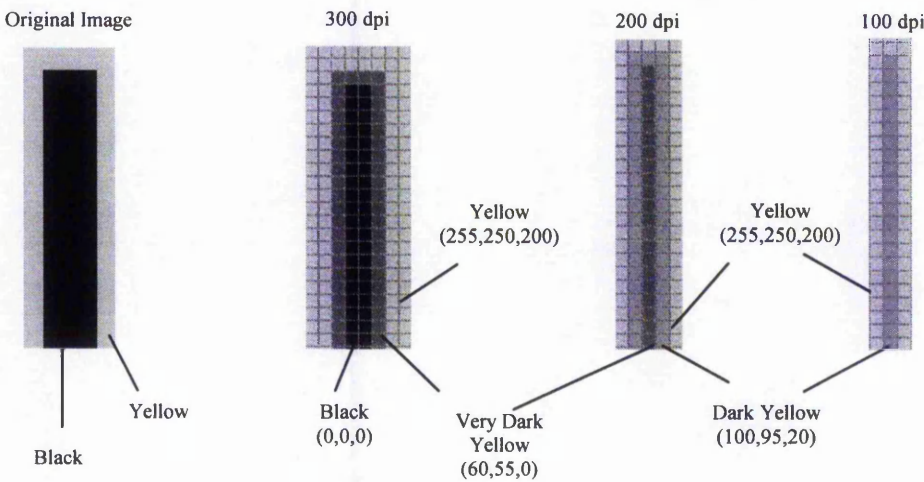 Original Image
300 dpi
200 dpi
100 dpi
Yellow
(255,250,200)
Yellow
(255,250,200)
Yellow
Black
Black
(0,0,0)
Very Dark
Yellow
(60,55,0)
Dark Yellow
(100,95,20)